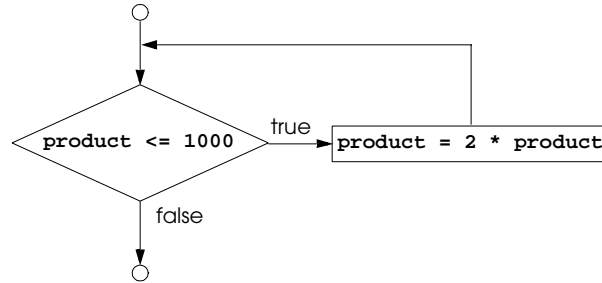 true
product <= 1000
product = 2 * product
false